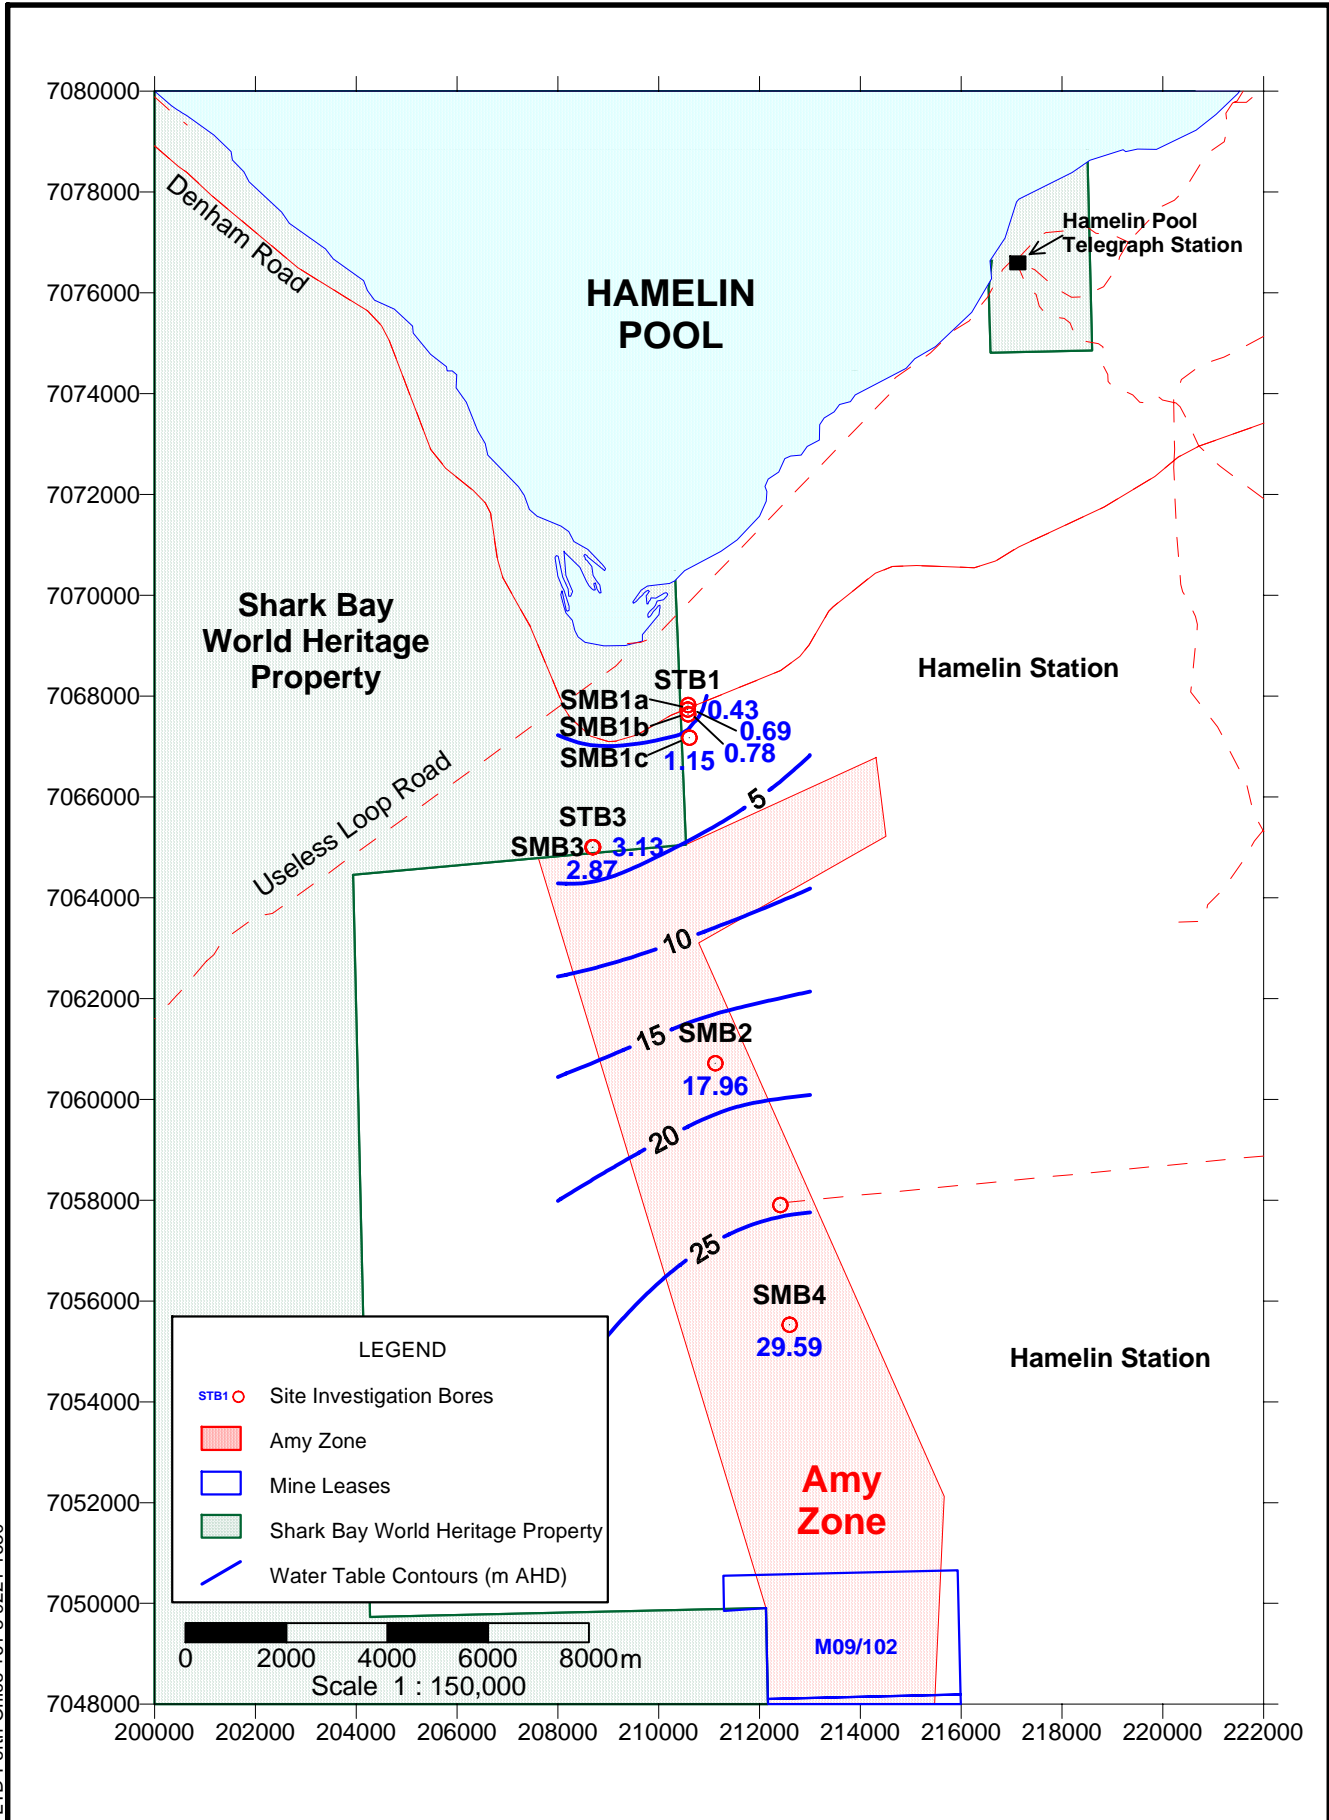 7080000
7078000
7076000
7074000
7072000
7070000
7068000
7066000
7064000
7062000
7060000
7058000
7056000
7054000
7052000
7050000
7048000
200000 202000 204000 206000 208000 210000 212000 214000 216000 218000 220000 222000
Denham Road
HAMELIN
POOL
Hamelin Pool
Telegraph Station
Shark Bay
World Heritage
Property
Hamelin Station
STB1
SMB1a
0.43
SMB1b
0.69
SMB1c
0.78
1.15
Useless Loop Road
5
STB3
SMB3 3.13
2.87
10
15
SMB2
17.96
20
25
SMB4
29.59
Hamelin Station
Amy
Zone
M09/102
LEGEND
STB1 Site Investigation Bores
Amy Zone
Mine Leases
Shark Bay World Heritage Property
Water Table Contours (m AHD)
0 2000 4000 6000 8000m
Scale 1 : 150,000